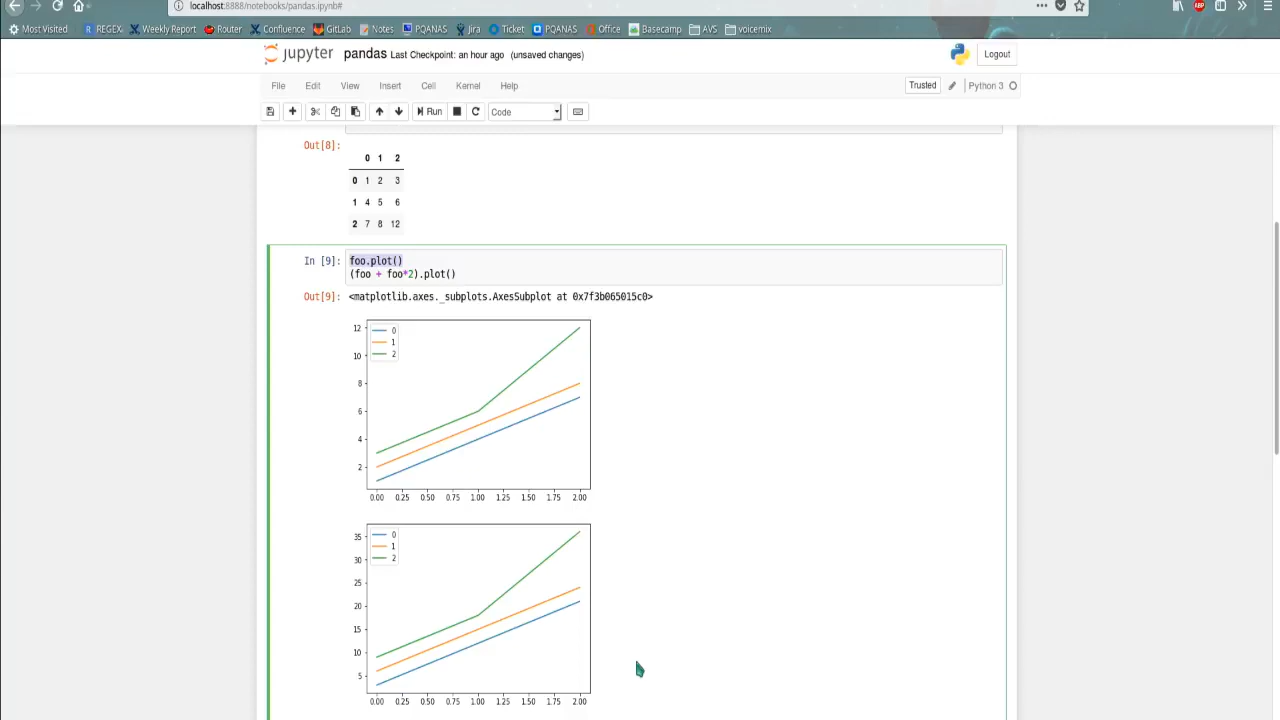 localhost:8888/notebooks/pandas.ipynb#
Most Visited REGEX Weekly Report Router Confluence GitLab Notes PQANAS Jira Ticket PQANAS Office Basecamp AVS voicemix
jupyter pandas Last Checkpoint: an hour ago (unsaved changes) Logout
File Edit View Insert Cell Kernel Help Trusted Python 3
Run Code
Out[8]:
0 1 2
0 1 2 3
1 4 5 6
2 7 8 12
In [9]: foo.plot()
(foo + foo*2).plot()
Out[9]: <matplotlib.axes._subplots.AxesSubplot at 0x7f3b065015c0>
12
10
8
6
4
2
0
1
2
0.00 0.25 0.50 0.75 1.00 1.25 1.50 1.75 2.00
35
30
25
20
15
10
5
0
1
2
0.00 0.25 0.50 0.75 1.00 1.25 1.50 1.75 2.00